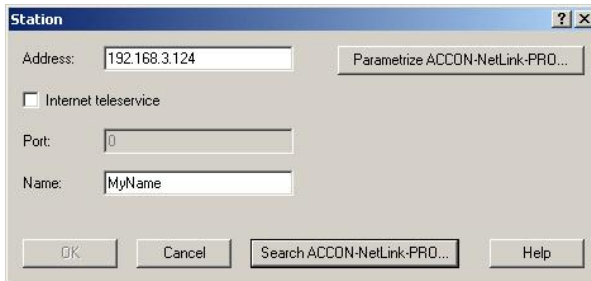 Station
Address: 192.168.3.124 Parametrize ACCON-NetLink-PRO...
Internet teleservice
Port: 0
Name: MyName
OK Cancel Search ACCON-NetLink-PRO... Help